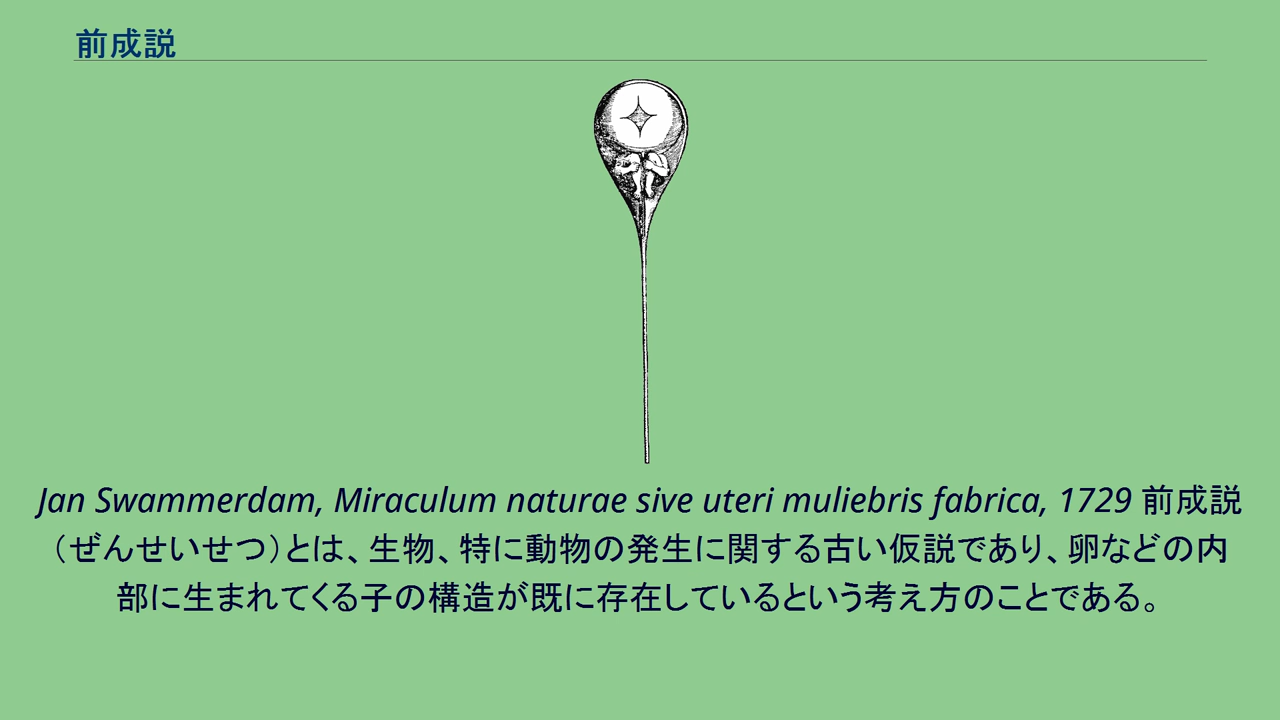 前成説
Jan Swammerdam, Miraculum naturae sive uteri muliebris fabrica, 1729 前成説
（ぜんせいせつ）とは、生物、特に動物の発生に関する古い仮説であり、卵などの内
部に生まれてくる子の構造が既に存在しているという考え方のことである。